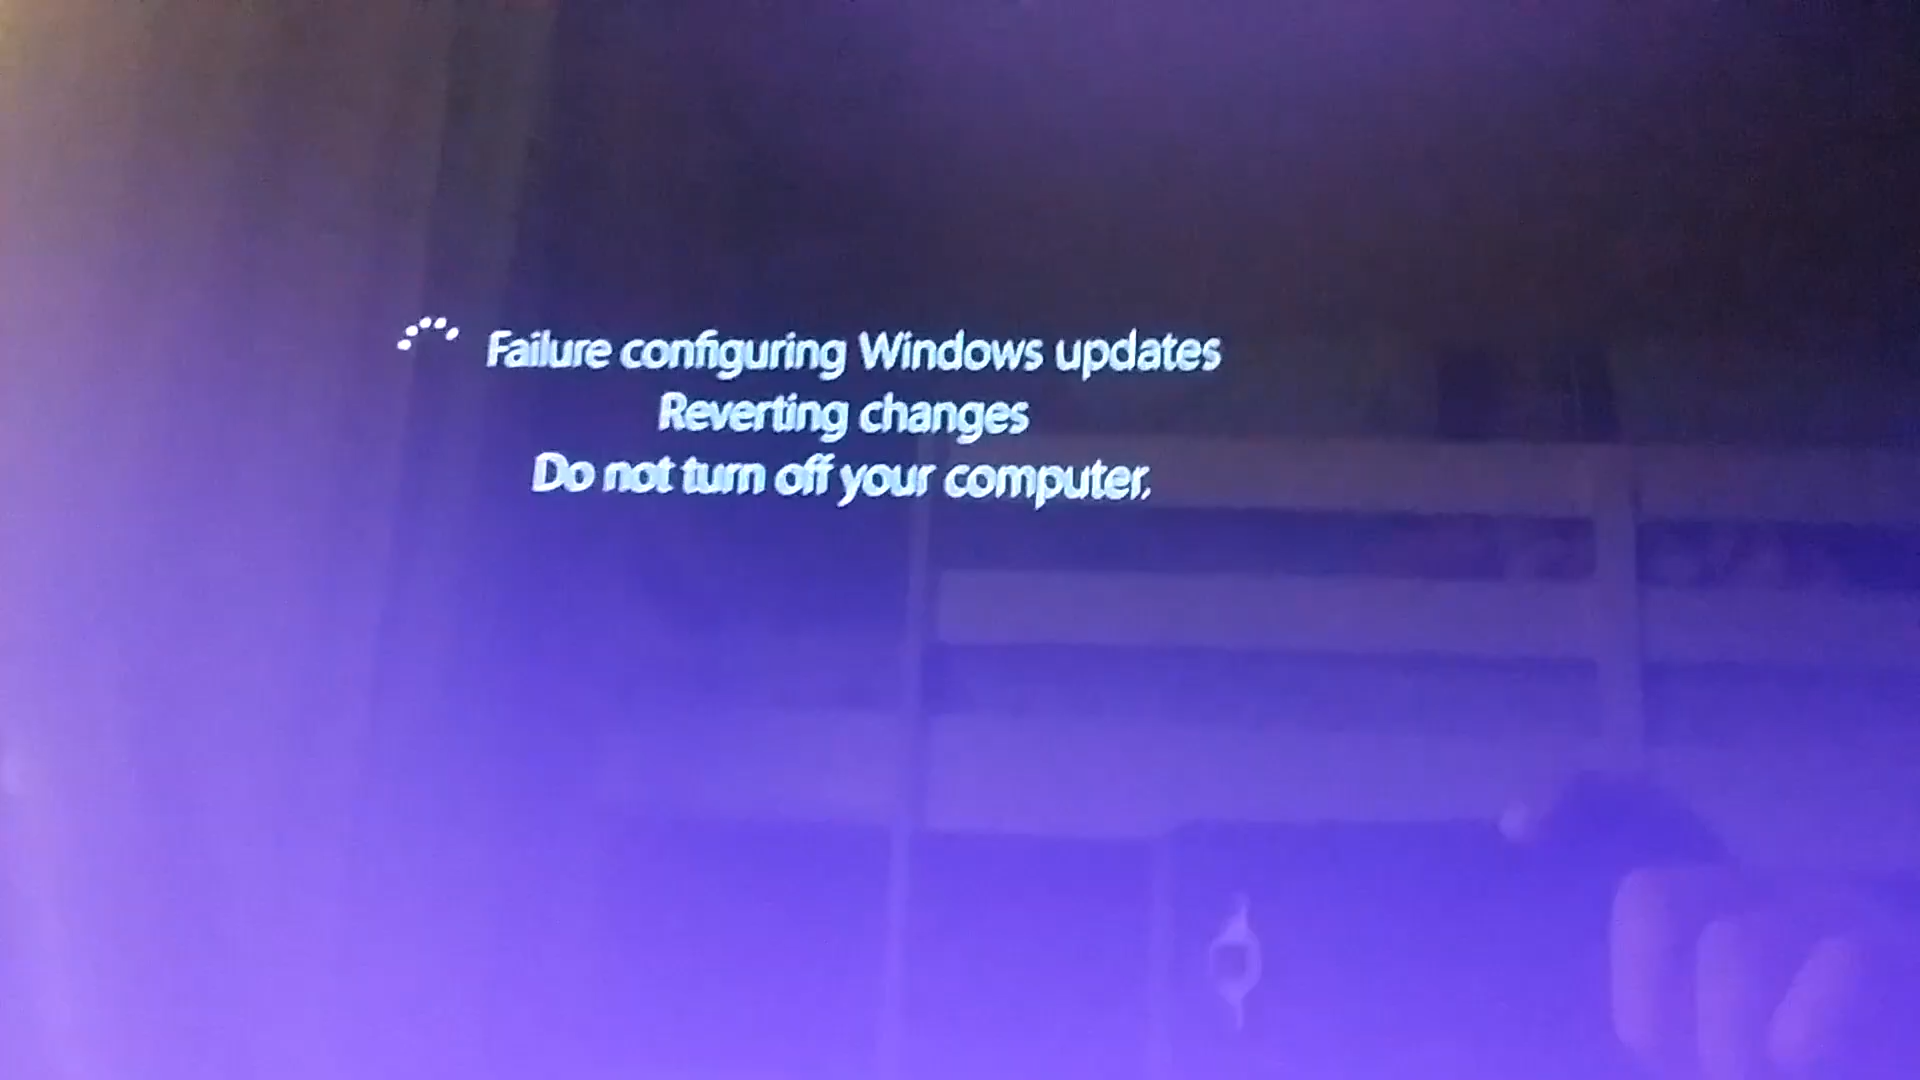 Failure configuring Windows updates
Reverting changes
Do not turn off your computer.